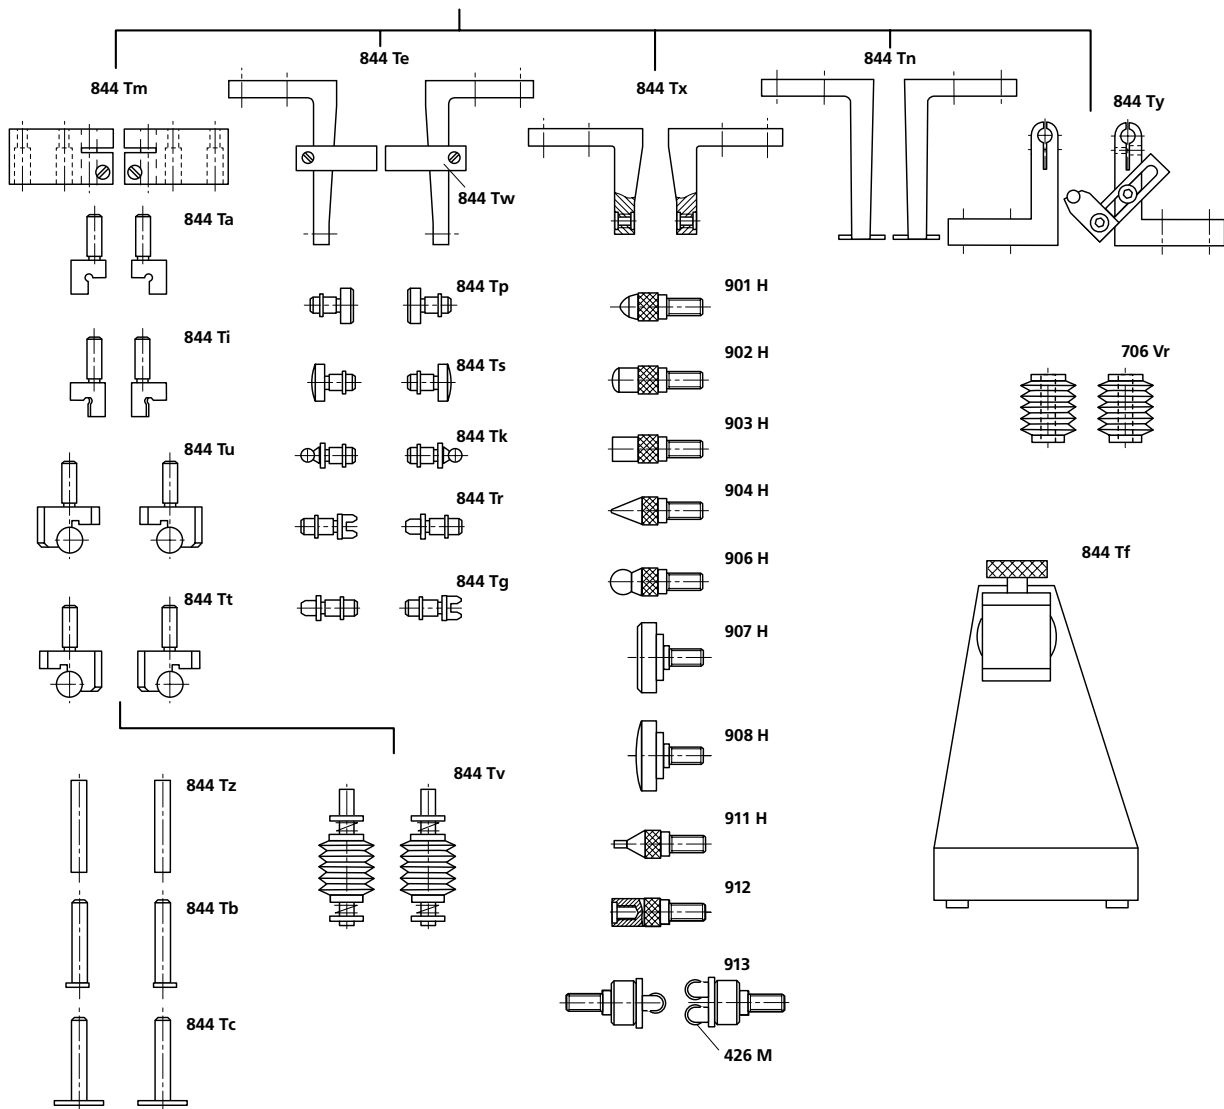 844 Tm
844 Te
844 Tx
844 Tn
844 Ty
844 Tw
844 Ta
844 Ti
844 Tu
844 Tt
844 Tz
844 Tb
844 Tc
844 Tv
844 Tp
844 Ts
844 Tk
844 Tr
844 Tg
901 H
902 H
903 H
904 H
906 H
907 H
908 H
911 H
912
913
426 M
706 Vr
844 Tf